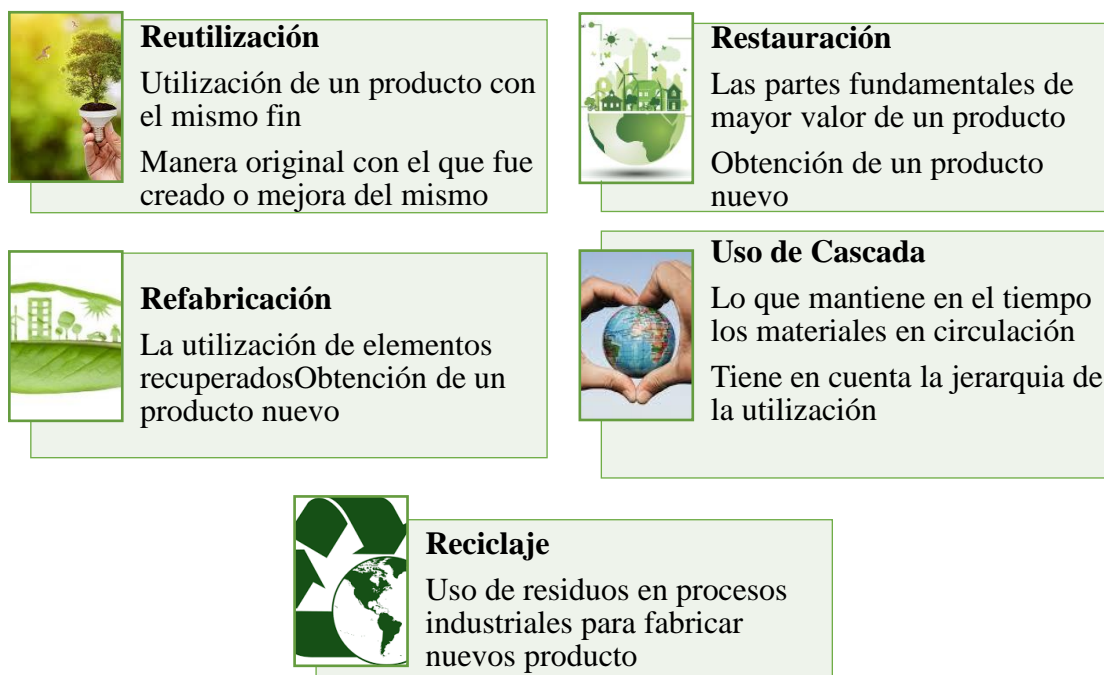 Reutilización
Utilización de un producto con
el mismo fin
Manera original con el que fue
creado o mejora del mismo
Restauración
Las partes fundamentales de
mayor valor de un producto
Obtención de un producto
nuevo
Refabricación
La utilización de elementos
recuperadosObtención de un
producto nuevo
Uso de Cascada
Lo que mantiene en el tiempo
los materiales en circulación
Tiene en cuenta la jerarquia de
la utilización
Reciclaje
Uso de residuos en procesos
industriales para fabricar
nuevos producto